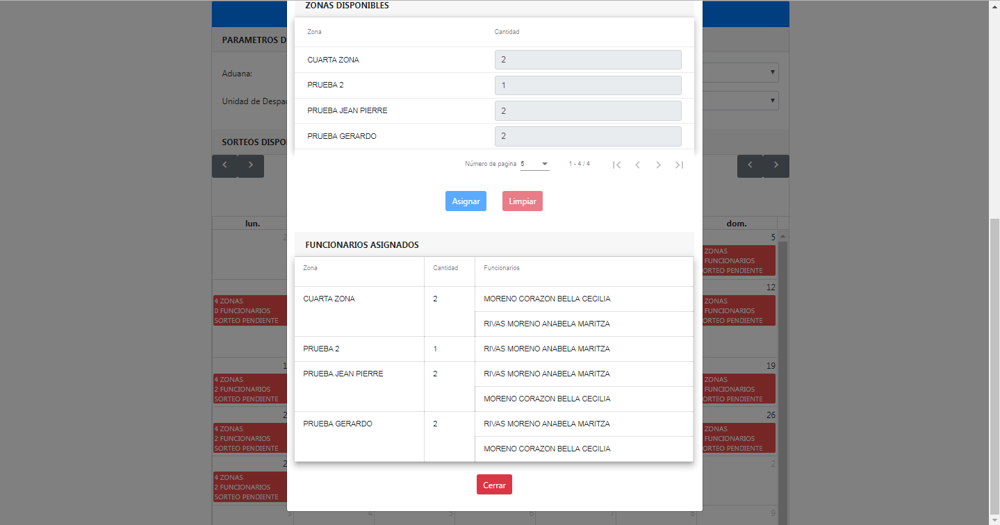 ZONAS DISPONIBLES
Zona Cantidad
CUARTA ZONA 2
PRUEBA 2 1
PRUEBA JEAN PIERRE 2
PRUEBA GERARDO 2
Número de pagina 5 1 - 4 / 4
Asignar Limpiar
FUNCIONARIOS ASIGNADOS
Zona Cantidad Funcionarios
CUARTA ZONA 2 MORENO CORAZON BELLA CECILIA
RIVAS MORENO ANABELA MARITZA
PRUEBA 2 1 RIVAS MORENO ANABELA MARITZA
PRUEBA JEAN PIERRE 2 RIVAS MORENO ANABELA MARITZA
MORENO CORAZON BELLA CECILIA
PRUEBA GERARDO 2 RIVAS MORENO ANABELA MARITZA
MORENO CORAZON BELLA CECILIA
Cerrar
PARAMETROS D
Aduana:
Unidad de Despac
SORTEOS DISPO
lun. dom.
5
ZONAS
FUNCIONARIOS
SORTEO PENDIENTE
12
4 ZONAS
0 FUNCIONARIOS
SORTEO PENDIENTE
ZONAS
FUNCIONARIOS
SORTEO PENDIENTE
1 19
4 ZONAS
2 FUNCIONARIOS
SORTEO PENDIENTE
ZONAS
FUNCIONARIOS
SORTEO PENDIENTE
2 26
4 ZONAS
2 FUNCIONARIOS
SORTEO PENDIENTE
ZONAS
FUNCIONARIOS
SORTEO PENDIENTE
2 2
4 ZONAS
2 FUNCIONARIOS
SORTEO PENDIENTE
3 4 5 6 7 8 9